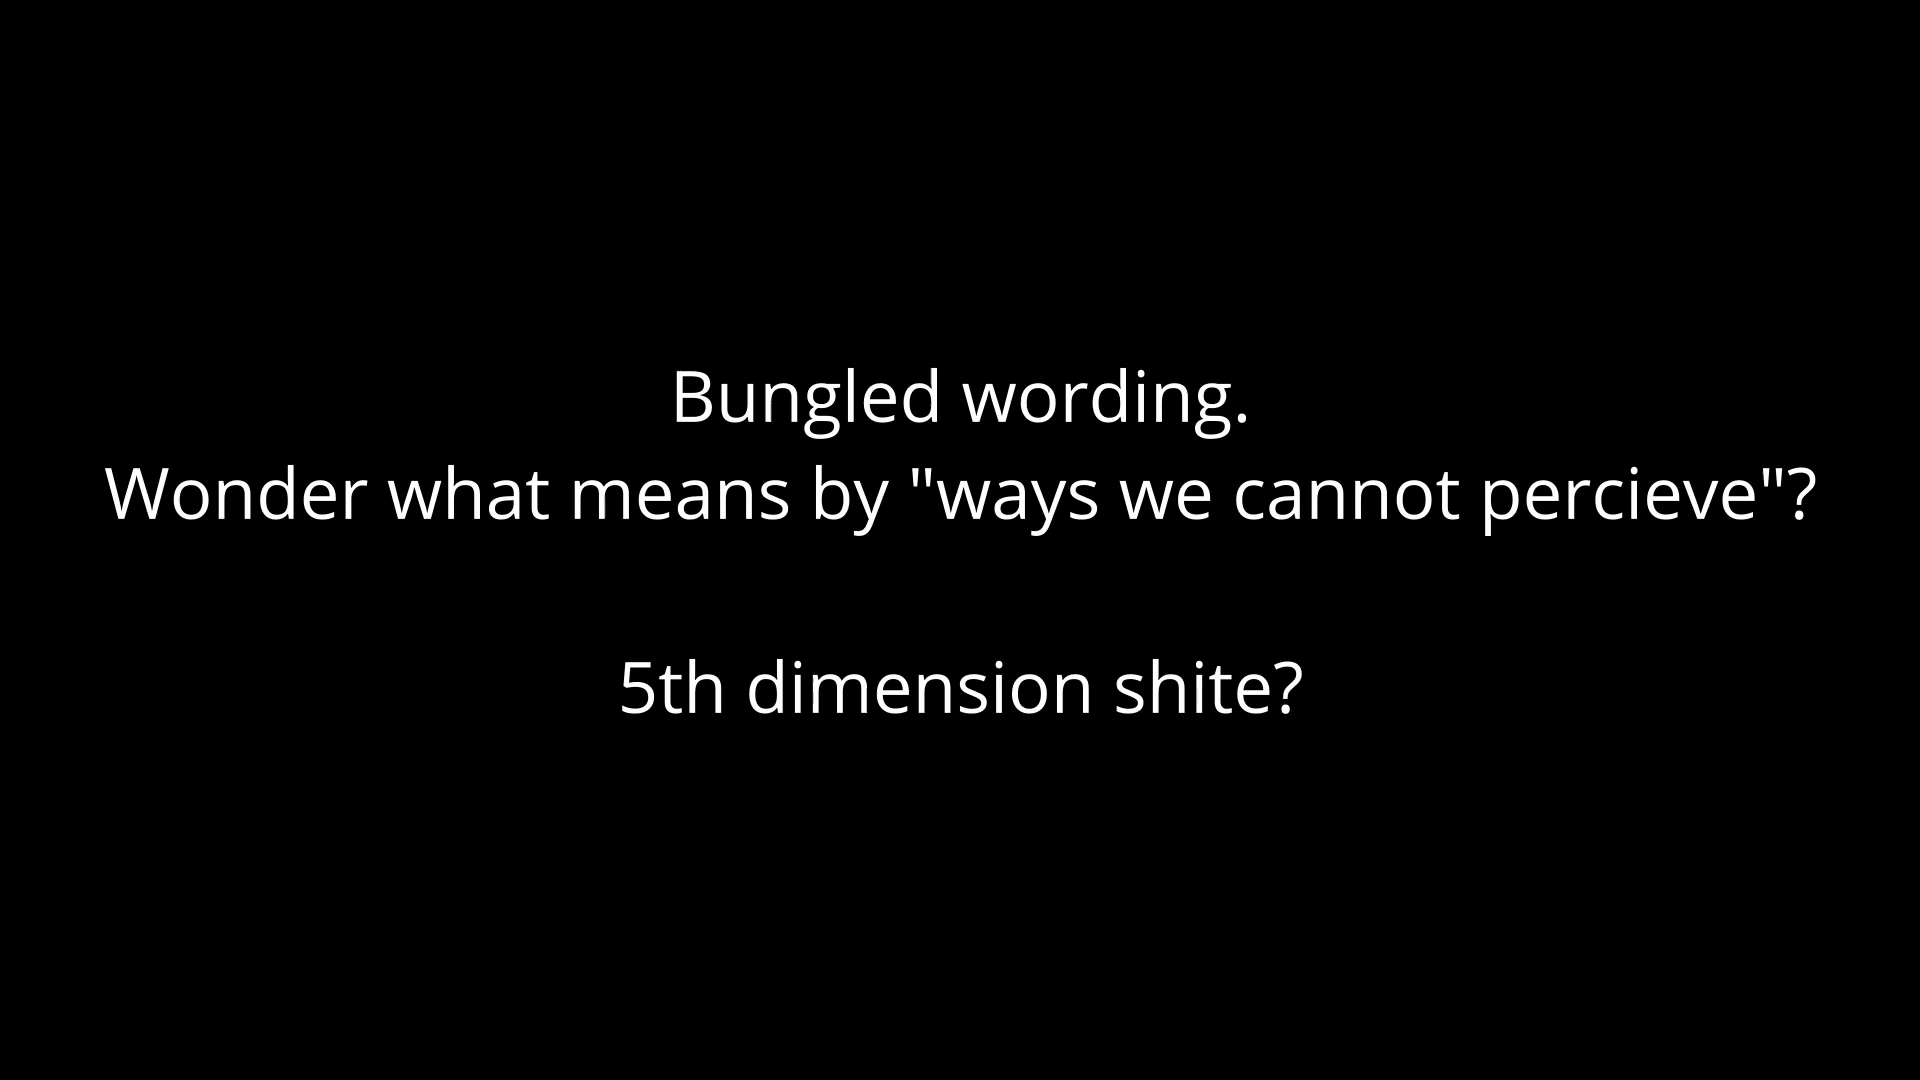 Bungled wording.
Wonder what means by "ways we cannot percieve"?
5th dimension shite?